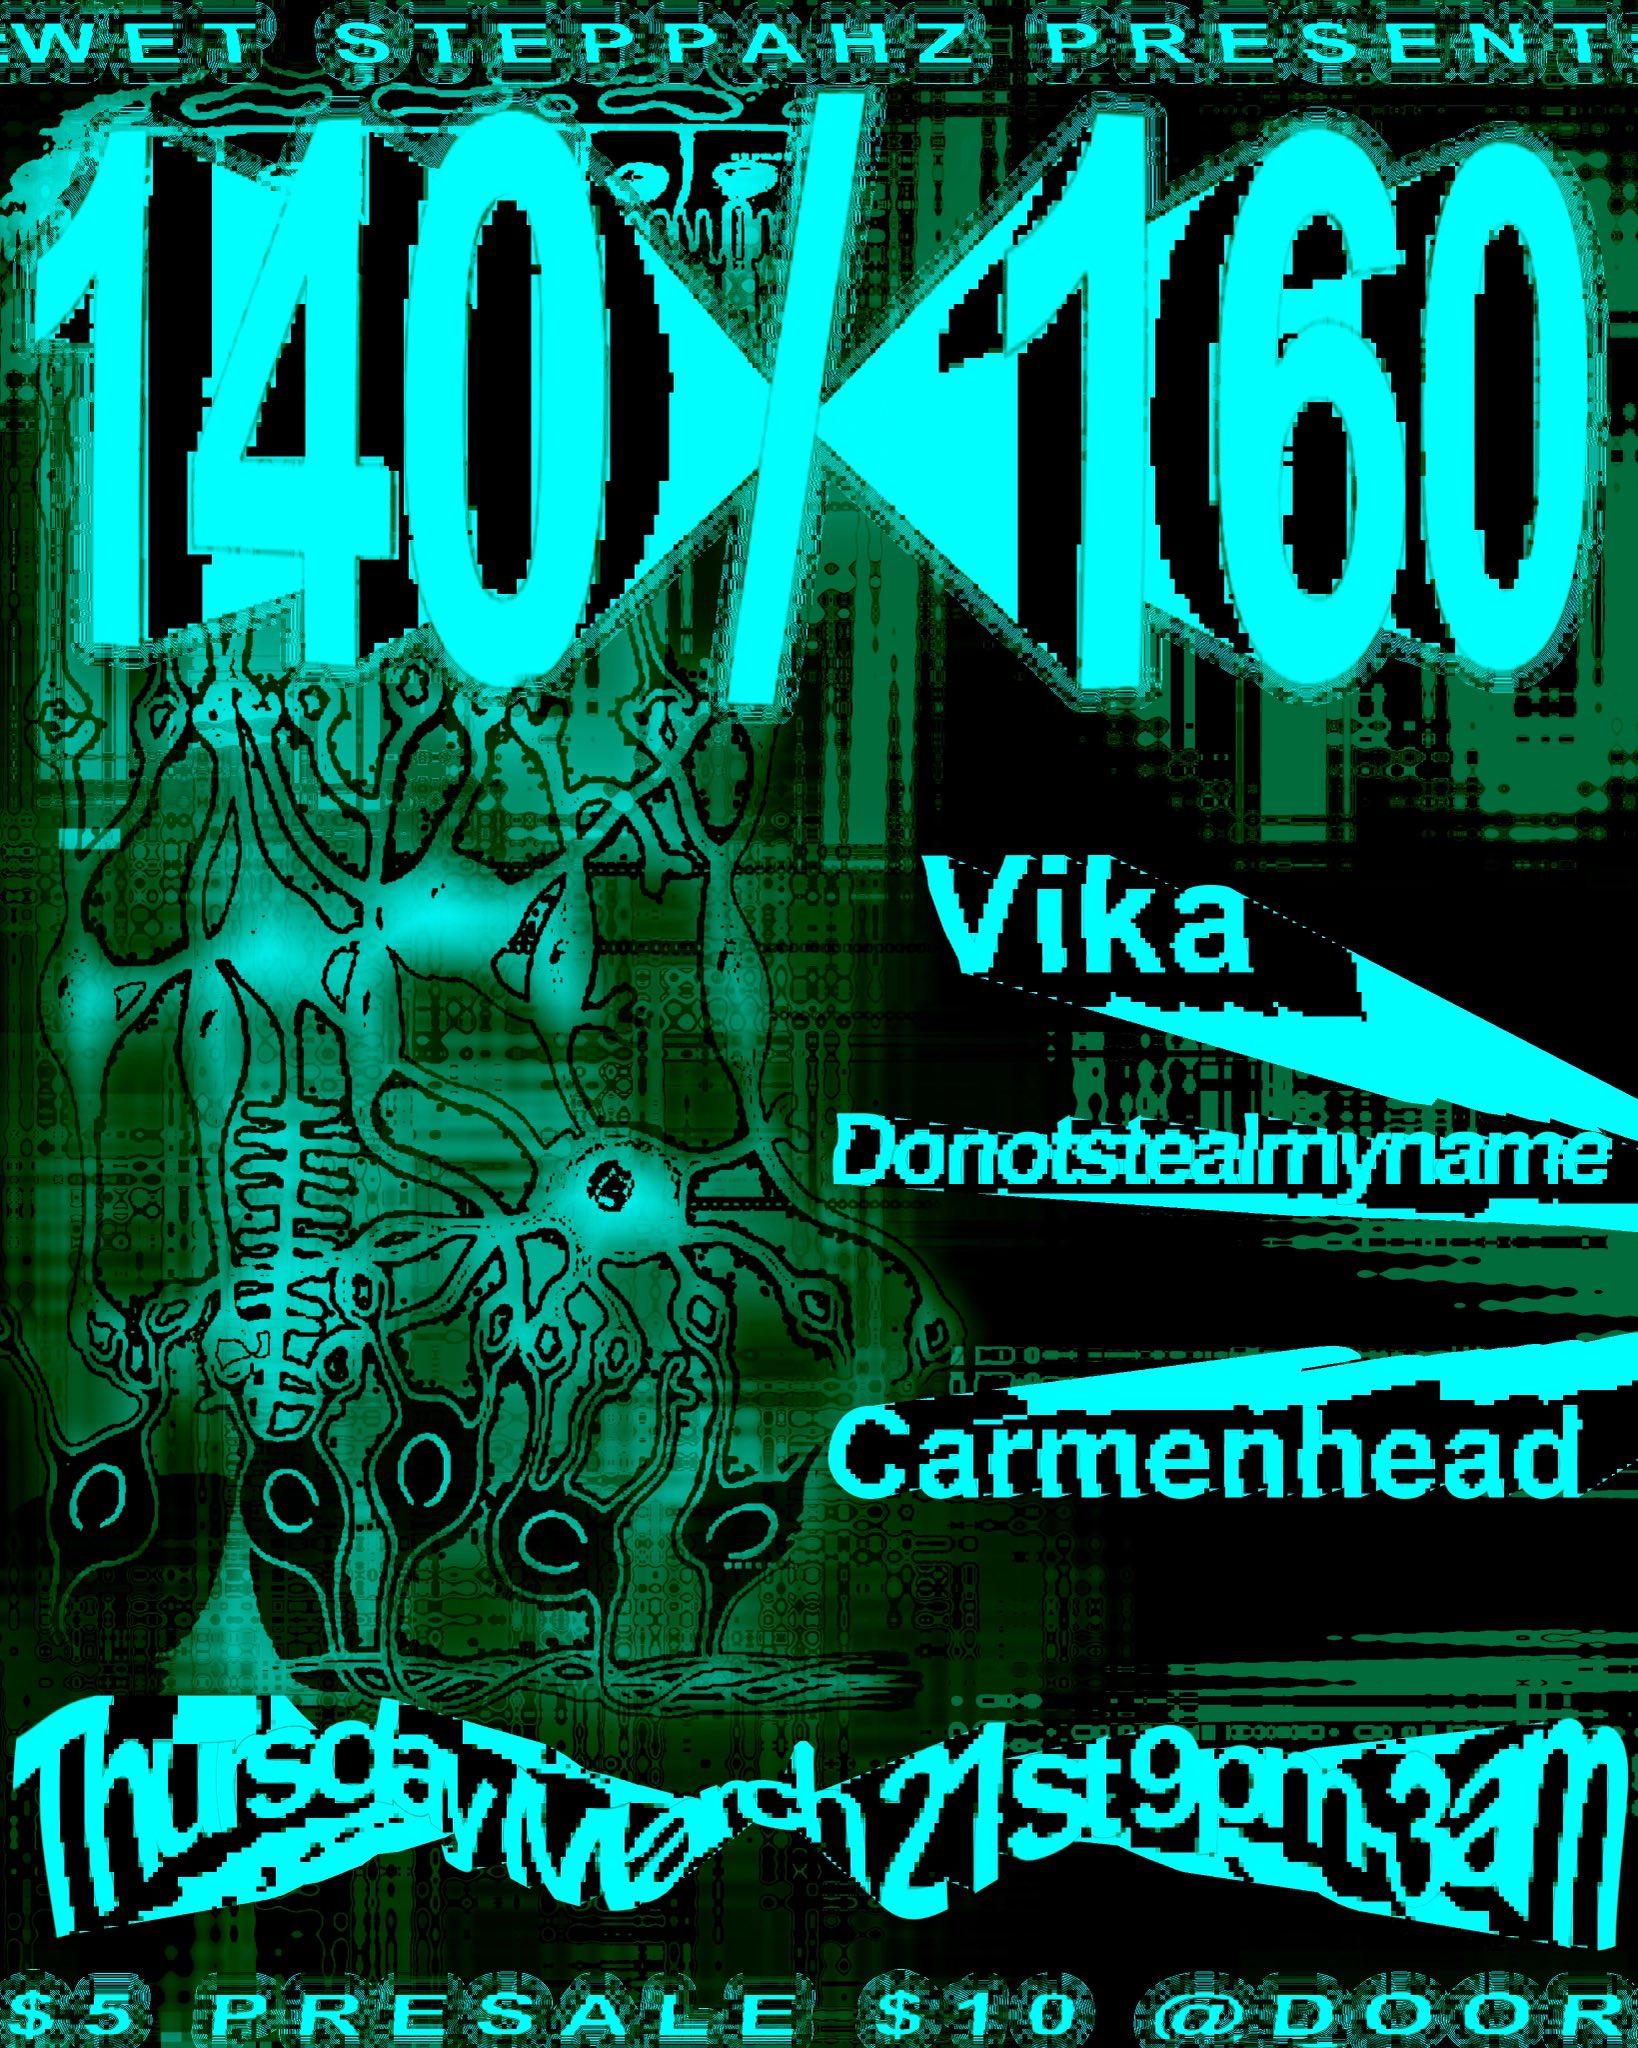 WET STEPPAHZ PRESENT
140/160
Vika
Donotstealmyname
Carmenhead
Thursday March 21st 9pm-3am
$5 PRESALE $10 @DOOR